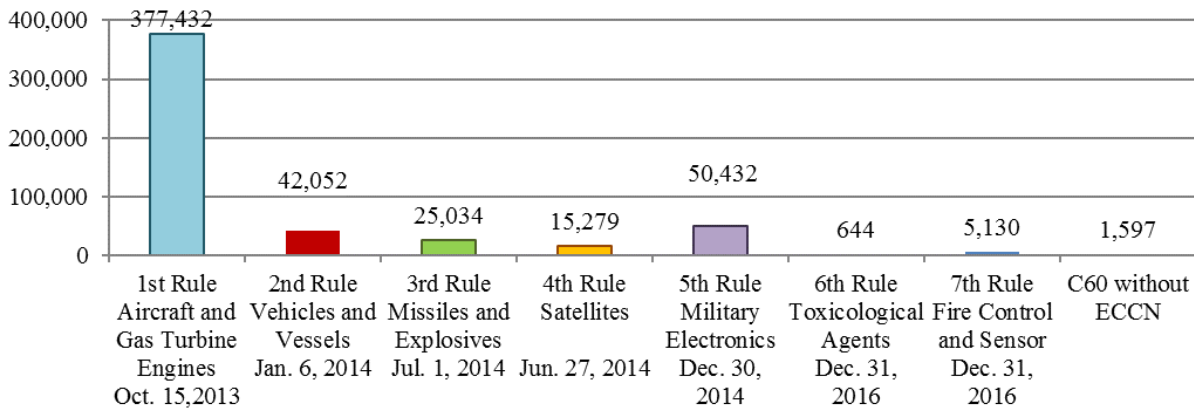 400,000
300,000
200,000
100,000
0
377,432
42,052
25,034
15,279
50,432
644
5,130
1,597
1st Rule
Aircraft and
Gas Turbine
Engines
Oct. 15,2013
2nd Rule
Vehicles and
Vessels
Jan. 6, 2014
3rd Rule
Missiles and
Explosives
Jul. 1, 2014
4th Rule
Satellites
Jun. 27, 2014
5th Rule
Military
Electronics
Dec. 30,
2014
6th Rule
Toxicological
Agents
Dec. 31,
2016
7th Rule
Fire Control
and Sensor
Dec. 31,
2016
C60 without
ECCN